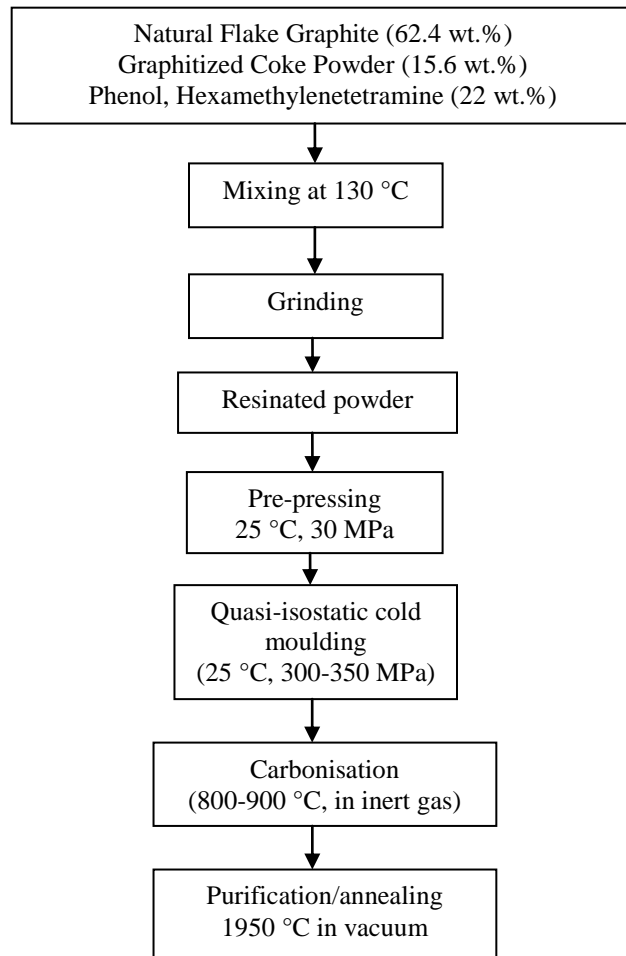 Natural Flake Graphite (62.4 wt.%)
Graphitized Coke Powder (15.6 wt.%)
Phenol, Hexamethylenetetramine (22 wt.%)
Mixing at 130 °C
Grinding
Resinated powder
Pre-pressing
25 °C, 30 MPa
Quasi-isostatic cold
moulding
(25 °C, 300-350 MPa)
Carbonisation
(800-900 °C, in inert gas)
Purification/annealing
1950 °C in vacuum